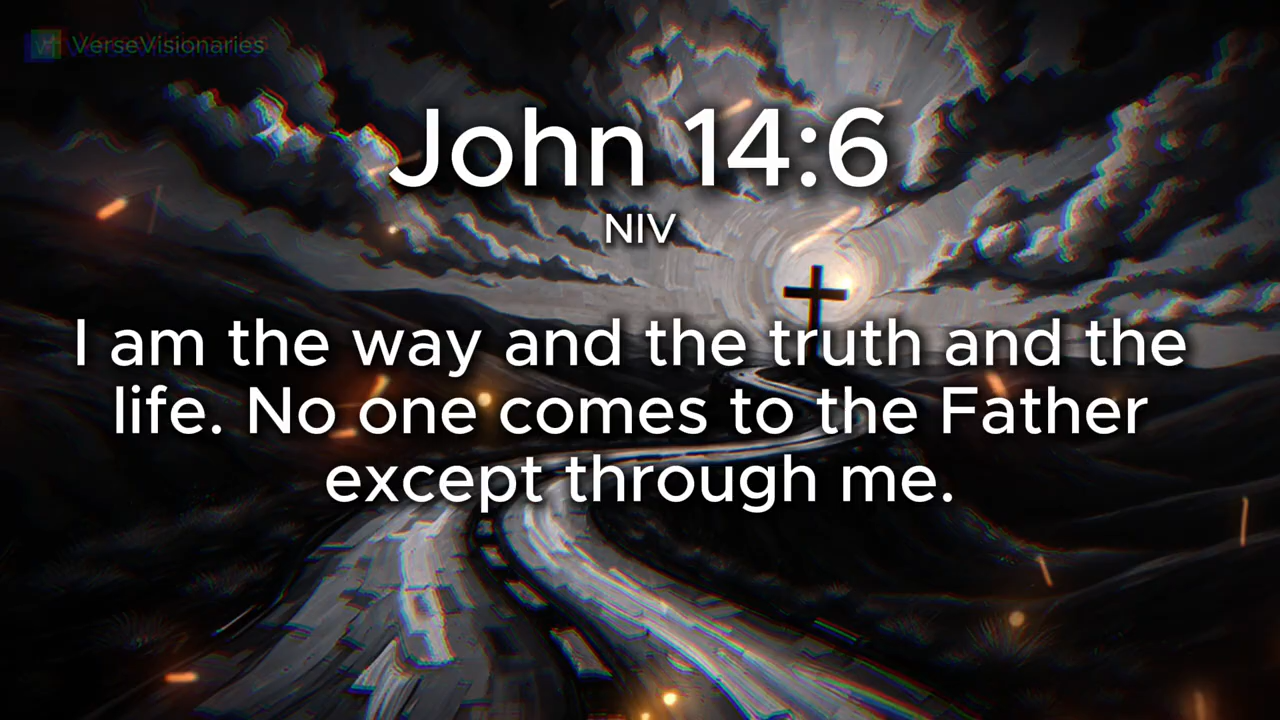 VerseVisionaries
John 14:6
NIV
I am the way and the truth and the
life. No one comes to the Father
except through me.